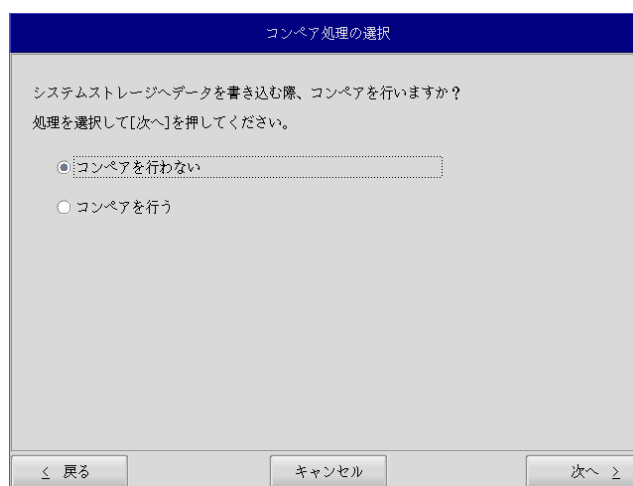 コンペア処理の選択
システムストレージへデータを書き込む際、コンペアを行いますか？
処理を選択して[次へ]を押してください。
コンペアを行わない
コンペアを行う
< 戻る
キャンセル
次へ >